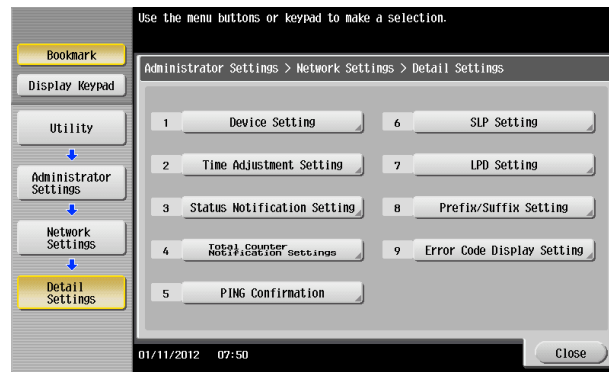 Use the menu buttons or keypad to make a selection.
Bookmark
Display Keypad
Utility
Administrator
Settings
Network
Settings
Detail
Settings
Administrator Settings > Network Settings > Detail Settings
1 Device Setting
2 Time Adjustment Setting
3 Status Notification Setting
4 Total Counter
Notification Settings
5 PING Confirmation
6 SLP Setting
7 LPD Setting
8 Prefix/Suffix Setting
9 Error Code Display Setting
01/11/2012 07:50
Close